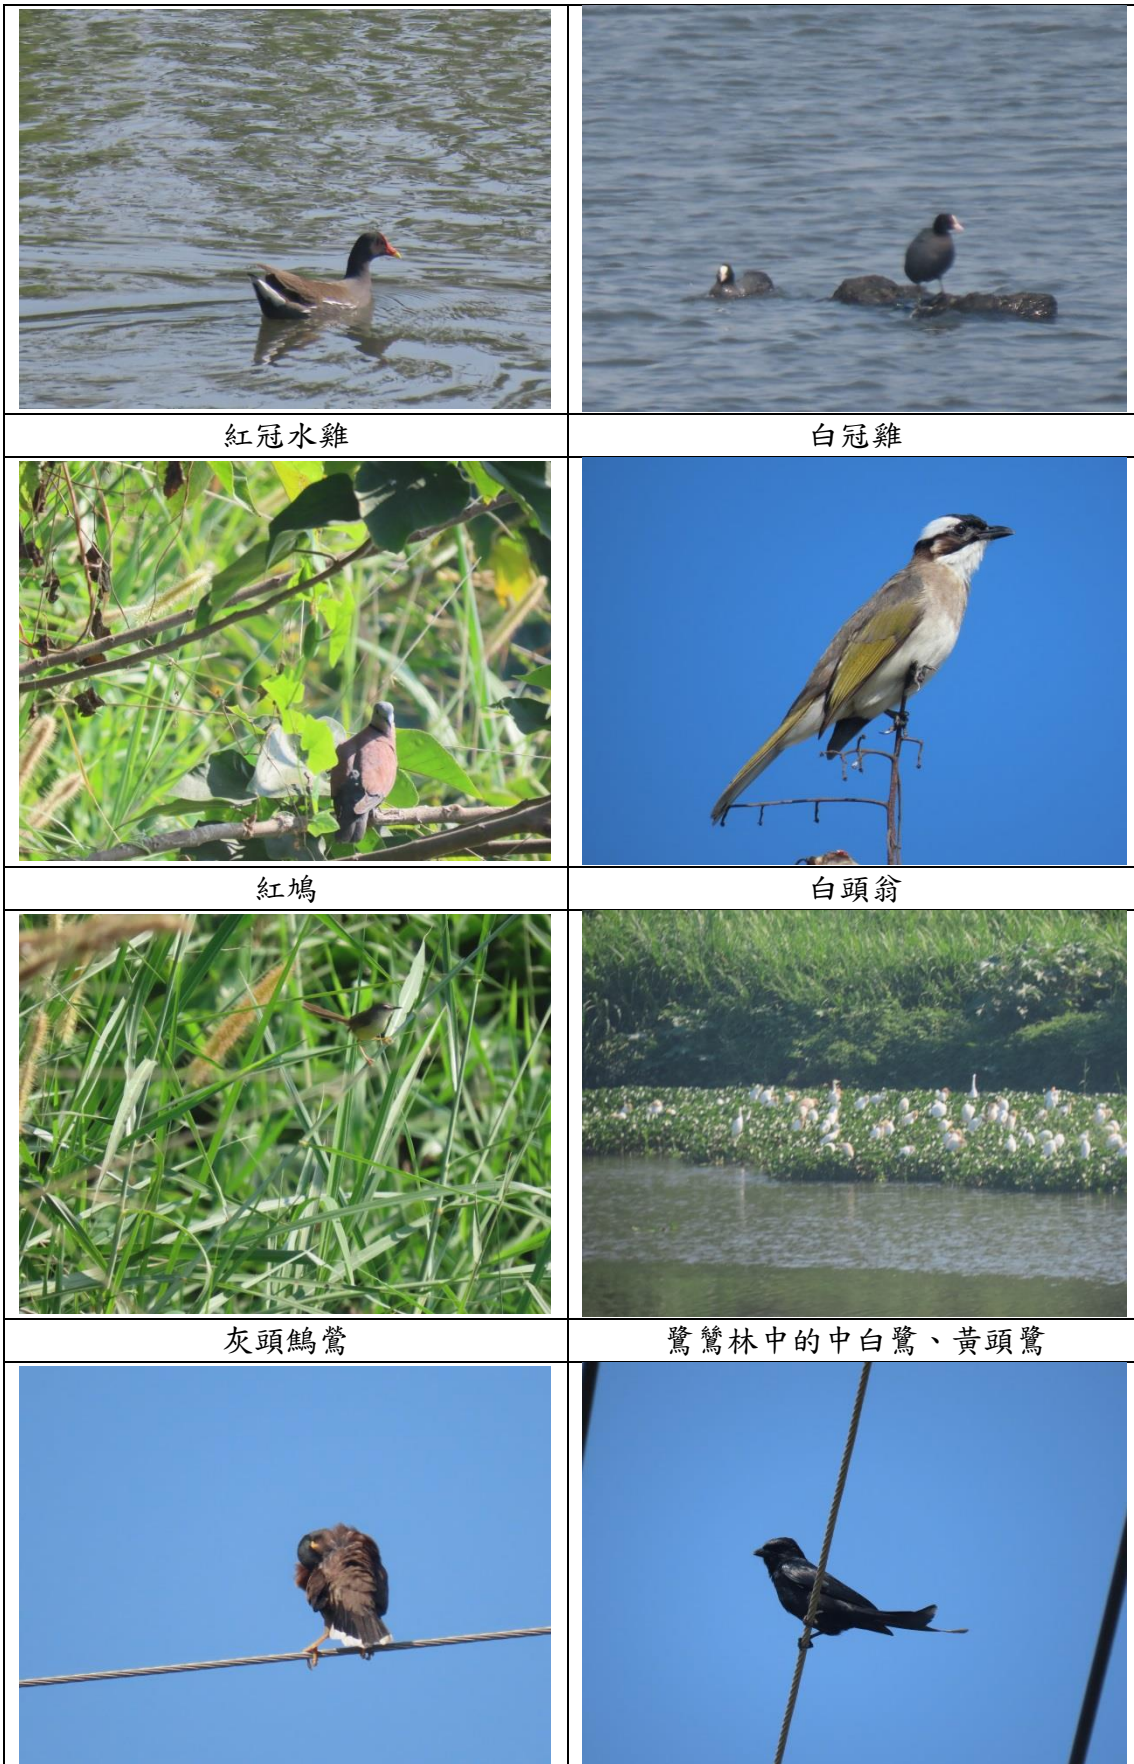 紅冠水雞
白冠雞
紅鳩
白頭翁
灰頭鷦鶯
鷺鷥林中的中白鷺、黃頭鷺